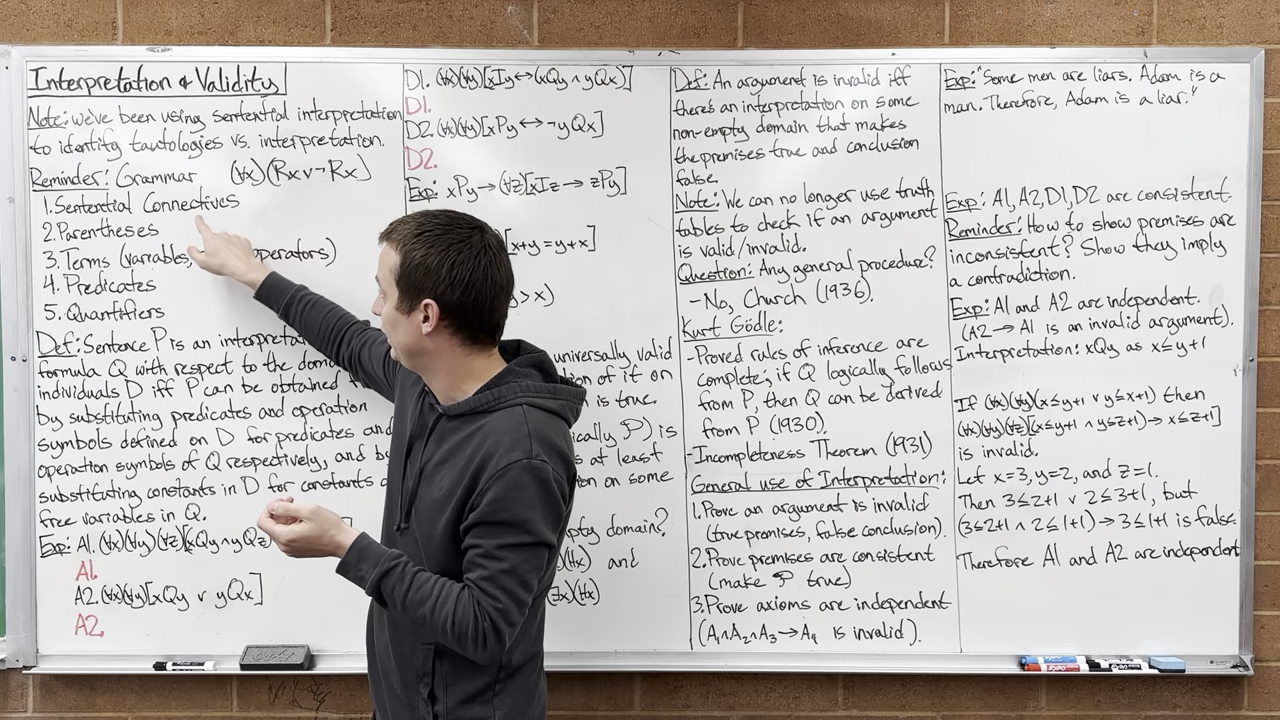 Interpretation & Validity
Note: we've been using sentential interpretation
to identify tautologies vs. interpretation.
Reminder: Grammar (∀x)(Rx ∨ ¬Rx)
1. Sentential Connectives
2. Parentheses
3. Terms (variables, operators)
4. Predicates
5. Quantifiers
Def: Sentence P is an
formula Q with respect to the
individuals D iff P can be obtained
by substituting predicates and operation
symbols defined on D for predicates and
operation symbols of Q respectively, and
substituting constants in D for constants
free variables in Q.
Exp: A1. (∀x)(∀y)(∀z)[xQy ∧ yQz
A1.
A2. (∀x)(∀y)[xQy ∨ yQx]
A2.
D1. (∀x)(∀y)[xIy ↔ (xQy ∧ yQx)]
D1.
D2. (∀x)(∀y)[xPy ↔ ¬yQx]
D2.
Exp: xPy → (∀z)[xIz → zPy]
[x+y=y+x]
> x)
universally valid
of it on
is true.
P) is
at least
on some
domain?
(Hx) and
(∃x)(Hx)
Def: An argument is invalid iff
there's an interpretation on some
non-empty domain that makes
the premises true and conclusion
false.
Note: We can no longer use truth
tables to check if an argument
is valid/invalid.
Question: Any general procedure?
-No, Church (1936).
Kurt Gödle:
-Proved rules of inference are
complete; if Q logically follows
from P, then Q can be derived
from P (1930).
-Incompleteness Theorem (1931)
General use of Interpretation:
1. Prove an argument is invalid
(true premises, false conclusion).
2. Prove premises are consistent
(make P true)
3. Prove axioms are independent
(A₁∧A₂∧A₃→A₄ is invalid).
Exp: "Some men are liars. Adam is a
man. Therefore, Adam is a liar."
Exp: A1, A2, D1, D2 are consistent.
Reminder: How to show premises are
inconsistent? Show they imply
a contradiction.
Exp: A1 and A2 are independent.
(A2 → A1 is an invalid argument).
Interpretation: xQy as x≤y+1
If (∀x)(∀y)(x≤y+1 ∨ y≤x+1) then
(∀x)(∀y)(∀z)[(x≤y+1 ∧ y≤z+1) → x≤z+1]
is invalid.
Let x=3, y=2, and z=1.
Then 3≤2+1 ∨ 2≤3+1, but
(3≤2+1 ∧ 2≤1+1) → 3≤1+1 is false.
Therefore A1 and A2 are independent